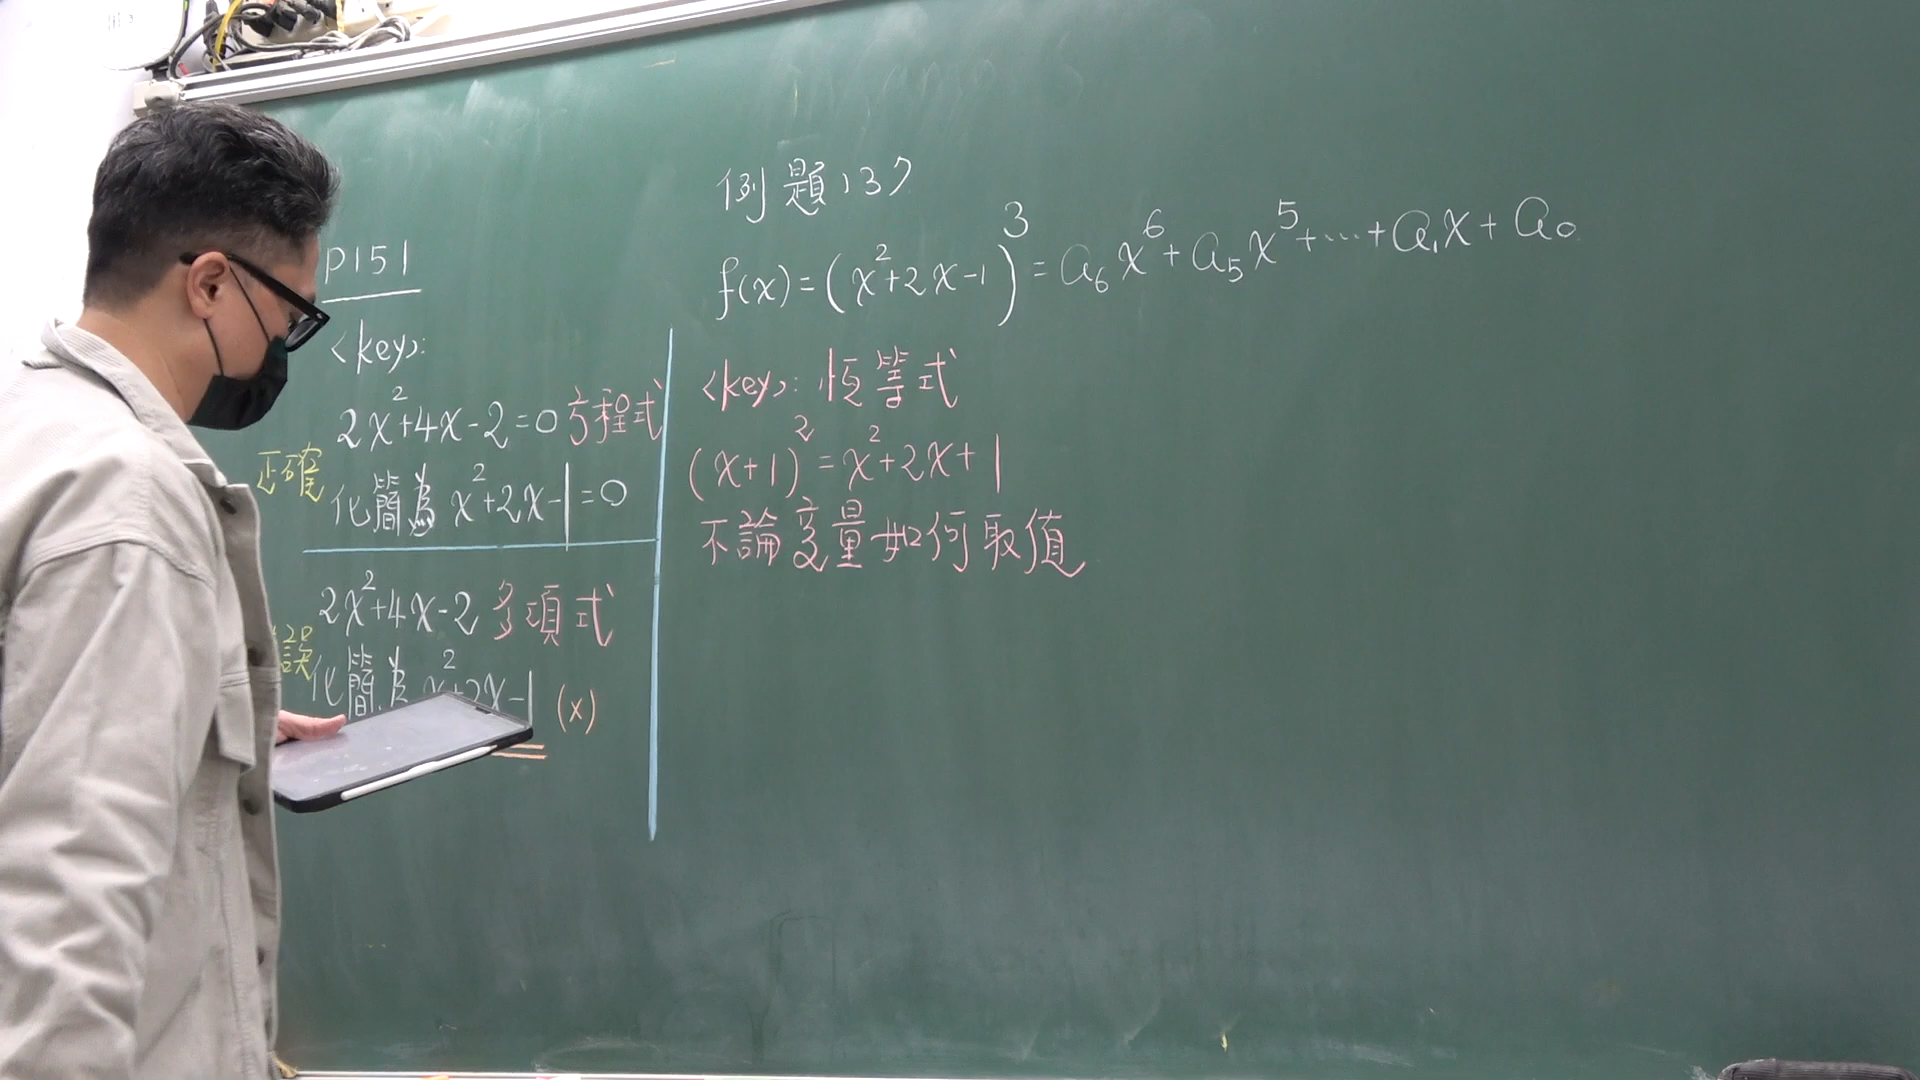 P151
<key>:
2x²+4x-2=0 方程式
正確
化簡為 x²+2x-1=0
2x²+4x-2 多項式
誤
化簡為 x²+2x-1 (x)
例題137
f(x)=(x²+2x-1)³=a₆x⁶+a₅x⁵+⋯+a₁x+a₀
<key>: 恆等式
(x+1)²=x²+2x+1
不論変量如何取值